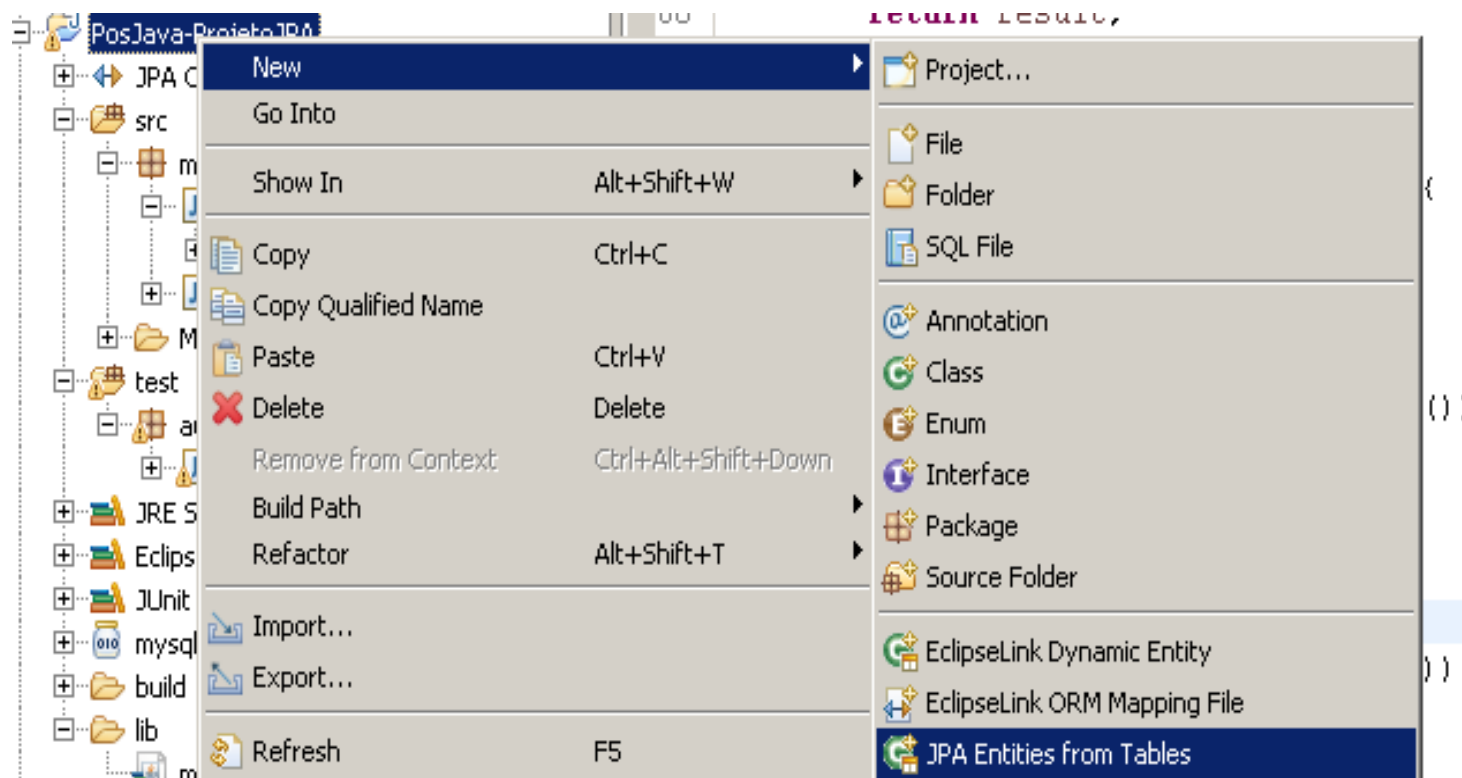 return result;
PosJava-ProjetoJPA
JPA C
src
m
test
JRE S
Eclips
JUnit
mysql
build
lib
m
New
Go Into
Show In Alt+Shift+W
Copy Ctrl+C
Copy Qualified Name
Paste Ctrl+V
Delete Delete
Remove from Context Ctrl+Alt+Shift+Down
Build Path
Refactor Alt+Shift+T
Import...
Export...
Refresh F5
Project...
File
Folder
SQL File
Annotation
Class
Enum
Interface
Package
Source Folder
EclipseLink Dynamic Entity
EclipseLink ORM Mapping File
JPA Entities from Tables
{
()
))